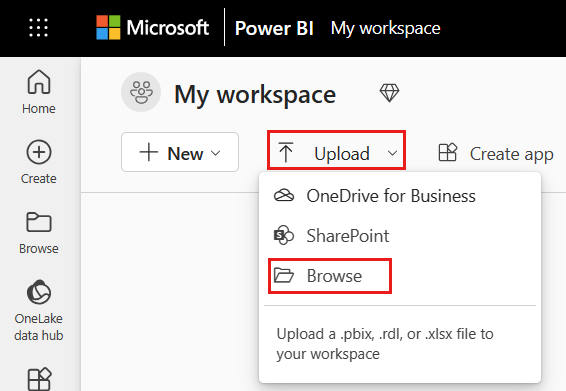 Microsoft Power BI My workspace
My workspace
Home
New Upload Create app
Create
OneDrive for Business
SharePoint
Browse
Browse
OneLake
data hub
Upload a .pbix, .rdl, or .xlsx file to
your workspace